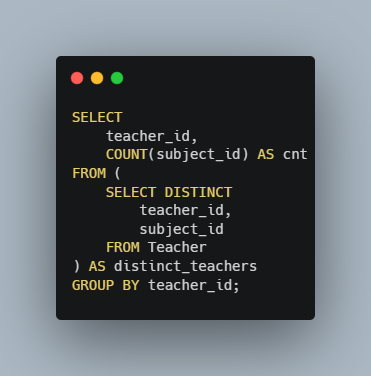 SELECT
    teacher_id,
    COUNT(subject_id) AS cnt
FROM (
    SELECT DISTINCT
        teacher_id,
        subject_id
    FROM Teacher
) AS distinct_teachers
GROUP BY teacher_id;